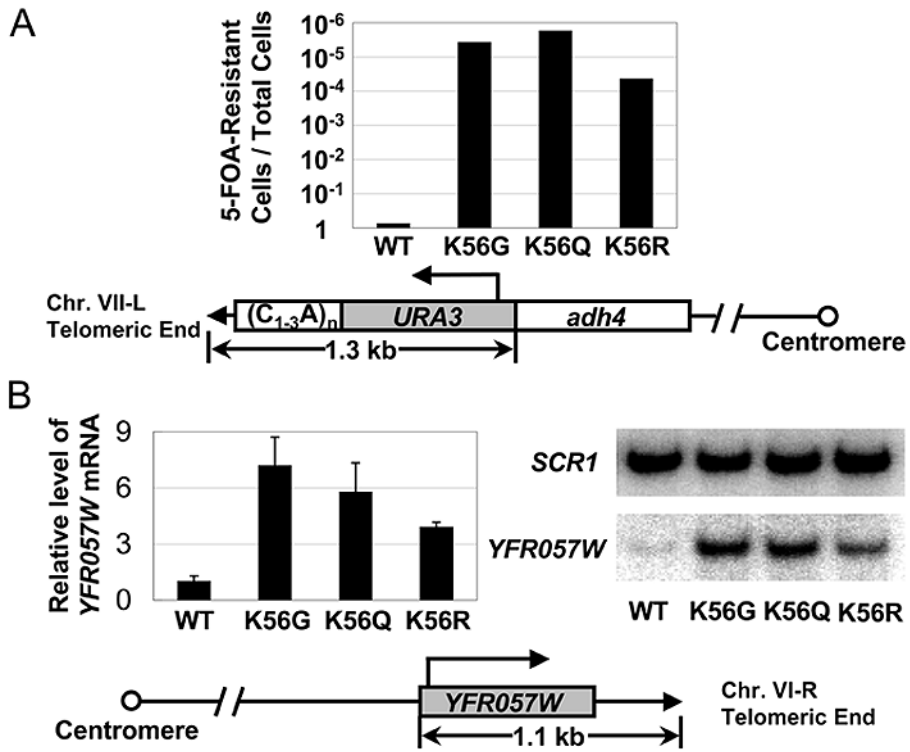 A
5-FOA-Resistant
Cells / Total Cells
10-6
10-5
10-4
10-3
10-2
10-1
1
WT K56G K56Q K56R
Chr. VII-L
Telomeric End
(C1-3A)n URA3 adh4
1.3 kb
Centromere
B
Relative level of
YFR057W mRNA
9
6
3
0
WT K56G K56Q K56R
SCR1
YFR057W
WT K56G K56Q K56R
Centromere
YFR057W
1.1 kb
Chr. VI-R
Telomeric End